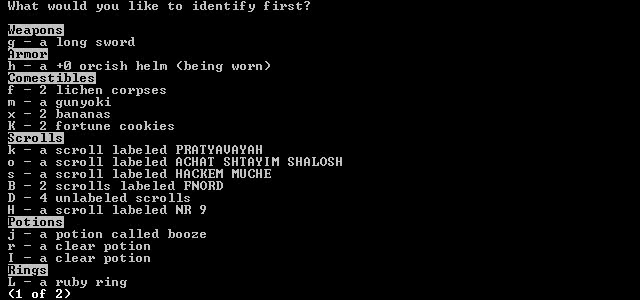 What would you like to identify first?
Weapons
g - a long sword
Armor
h - a +0 orcish helm (being worn)
Comestibles
f - 2 lichen corpses
m - a gunyoki
x - 2 bananas
K - 2 fortune cookies
Scrolls
k - a scroll labeled PRATYAVAYAH
o - a scroll labeled ACHAT SHTAYIM SHALOSH
s - a scroll labeled HACKEM MUCHE
B - 2 scrolls labeled FNORD
D - 4 unlabeled scrolls
H - a scroll labeled NR 9
Potions
j - a potion called booze
r - a clear potion
I - a clear potion
Rings
L - a ruby ring
(1 of 2)